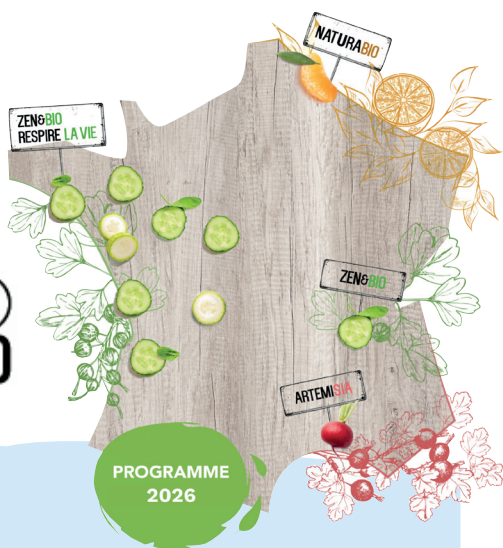 NATURABIO
ZEN&BIO
RESPIRE LA VIE
ZEN&BIO
ARTEMISIA
PROGRAMME
2026